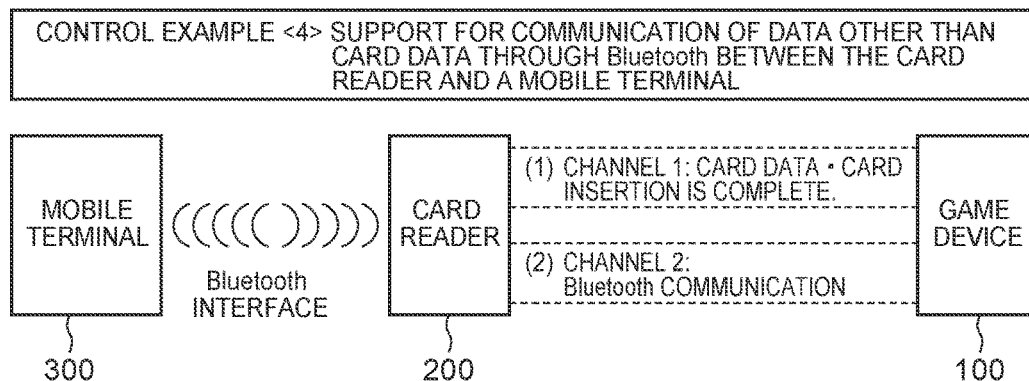 CONTROL EXAMPLE <4> SUPPORT FOR COMMUNICATION OF DATA OTHER THAN
CARD DATA THROUGH Bluetooth BETWEEN THE CARD
READER AND A MOBILE TERMINAL
MOBILE
TERMINAL
Bluetooth
INTERFACE
CARD
READER
(1) CHANNEL 1: CARD DATA・CARD
INSERTION IS COMPLETE.
(2) CHANNEL 2:
Bluetooth COMMUNICATION
GAME
DEVICE
300
200
100